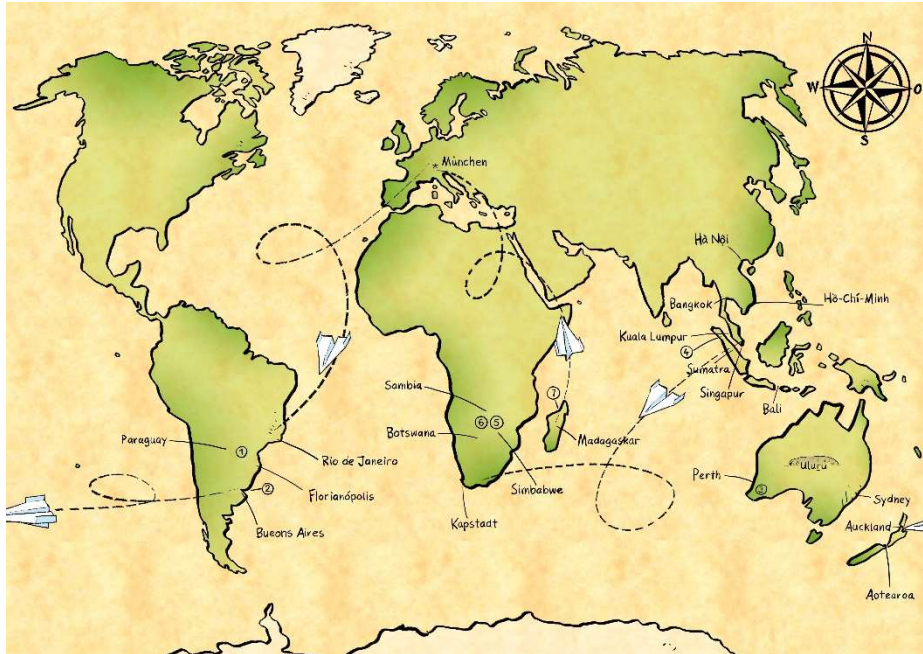 N
W
O
S
München
Hà Nội
Bangkok
Hồ-Chí-Minh
Kuala Lumpur
④
Sumatra
Singapur
Bali
Sambia
⑦
⑥ ⑤
Botswana
Madagaskar
Simbabwe
Kapstadt
Paraguay
①
Rio de Janeiro
②
Florianópolis
Bueons Aires
Uluru
Perth
③
Sydney
Auckland
Aotearoa